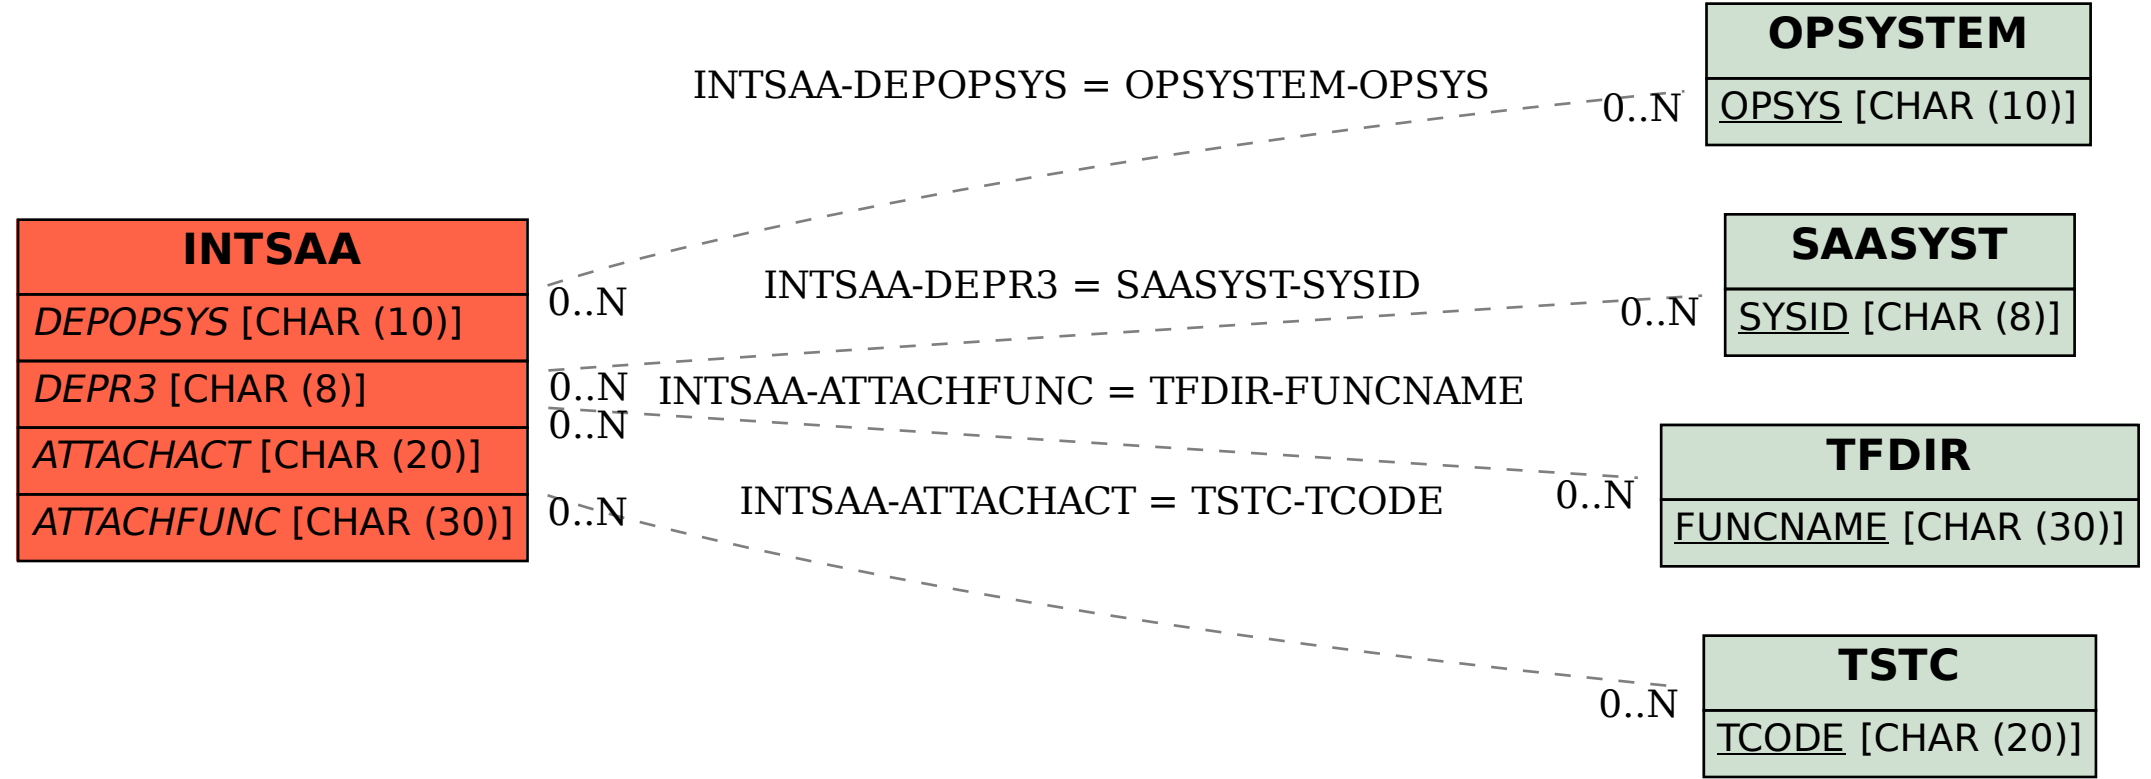 INTSAA
DEPOPSYS [CHAR (10)]
DEPR3 [CHAR (8)]
ATTACHACT [CHAR (20)]
ATTACHFUNC [CHAR (30)]
INTSAA-DEPOPSYS = OPSYSTEM-OPSYS
0..N
0..N
INTSAA-DEPR3 = SAASYST-SYSID
0..N
0..N
INTSAA-ATTACHFUNC = TFDIR-FUNCNAME
0..N
0..N
INTSAA-ATTACHACT = TSTC-TCODE
0..N
0..N
OPSYSTEM
OPSYS [CHAR (10)]
SAASYST
SYSID [CHAR (8)]
TFDIR
FUNCNAME [CHAR (30)]
TSTC
TCODE [CHAR (20)]